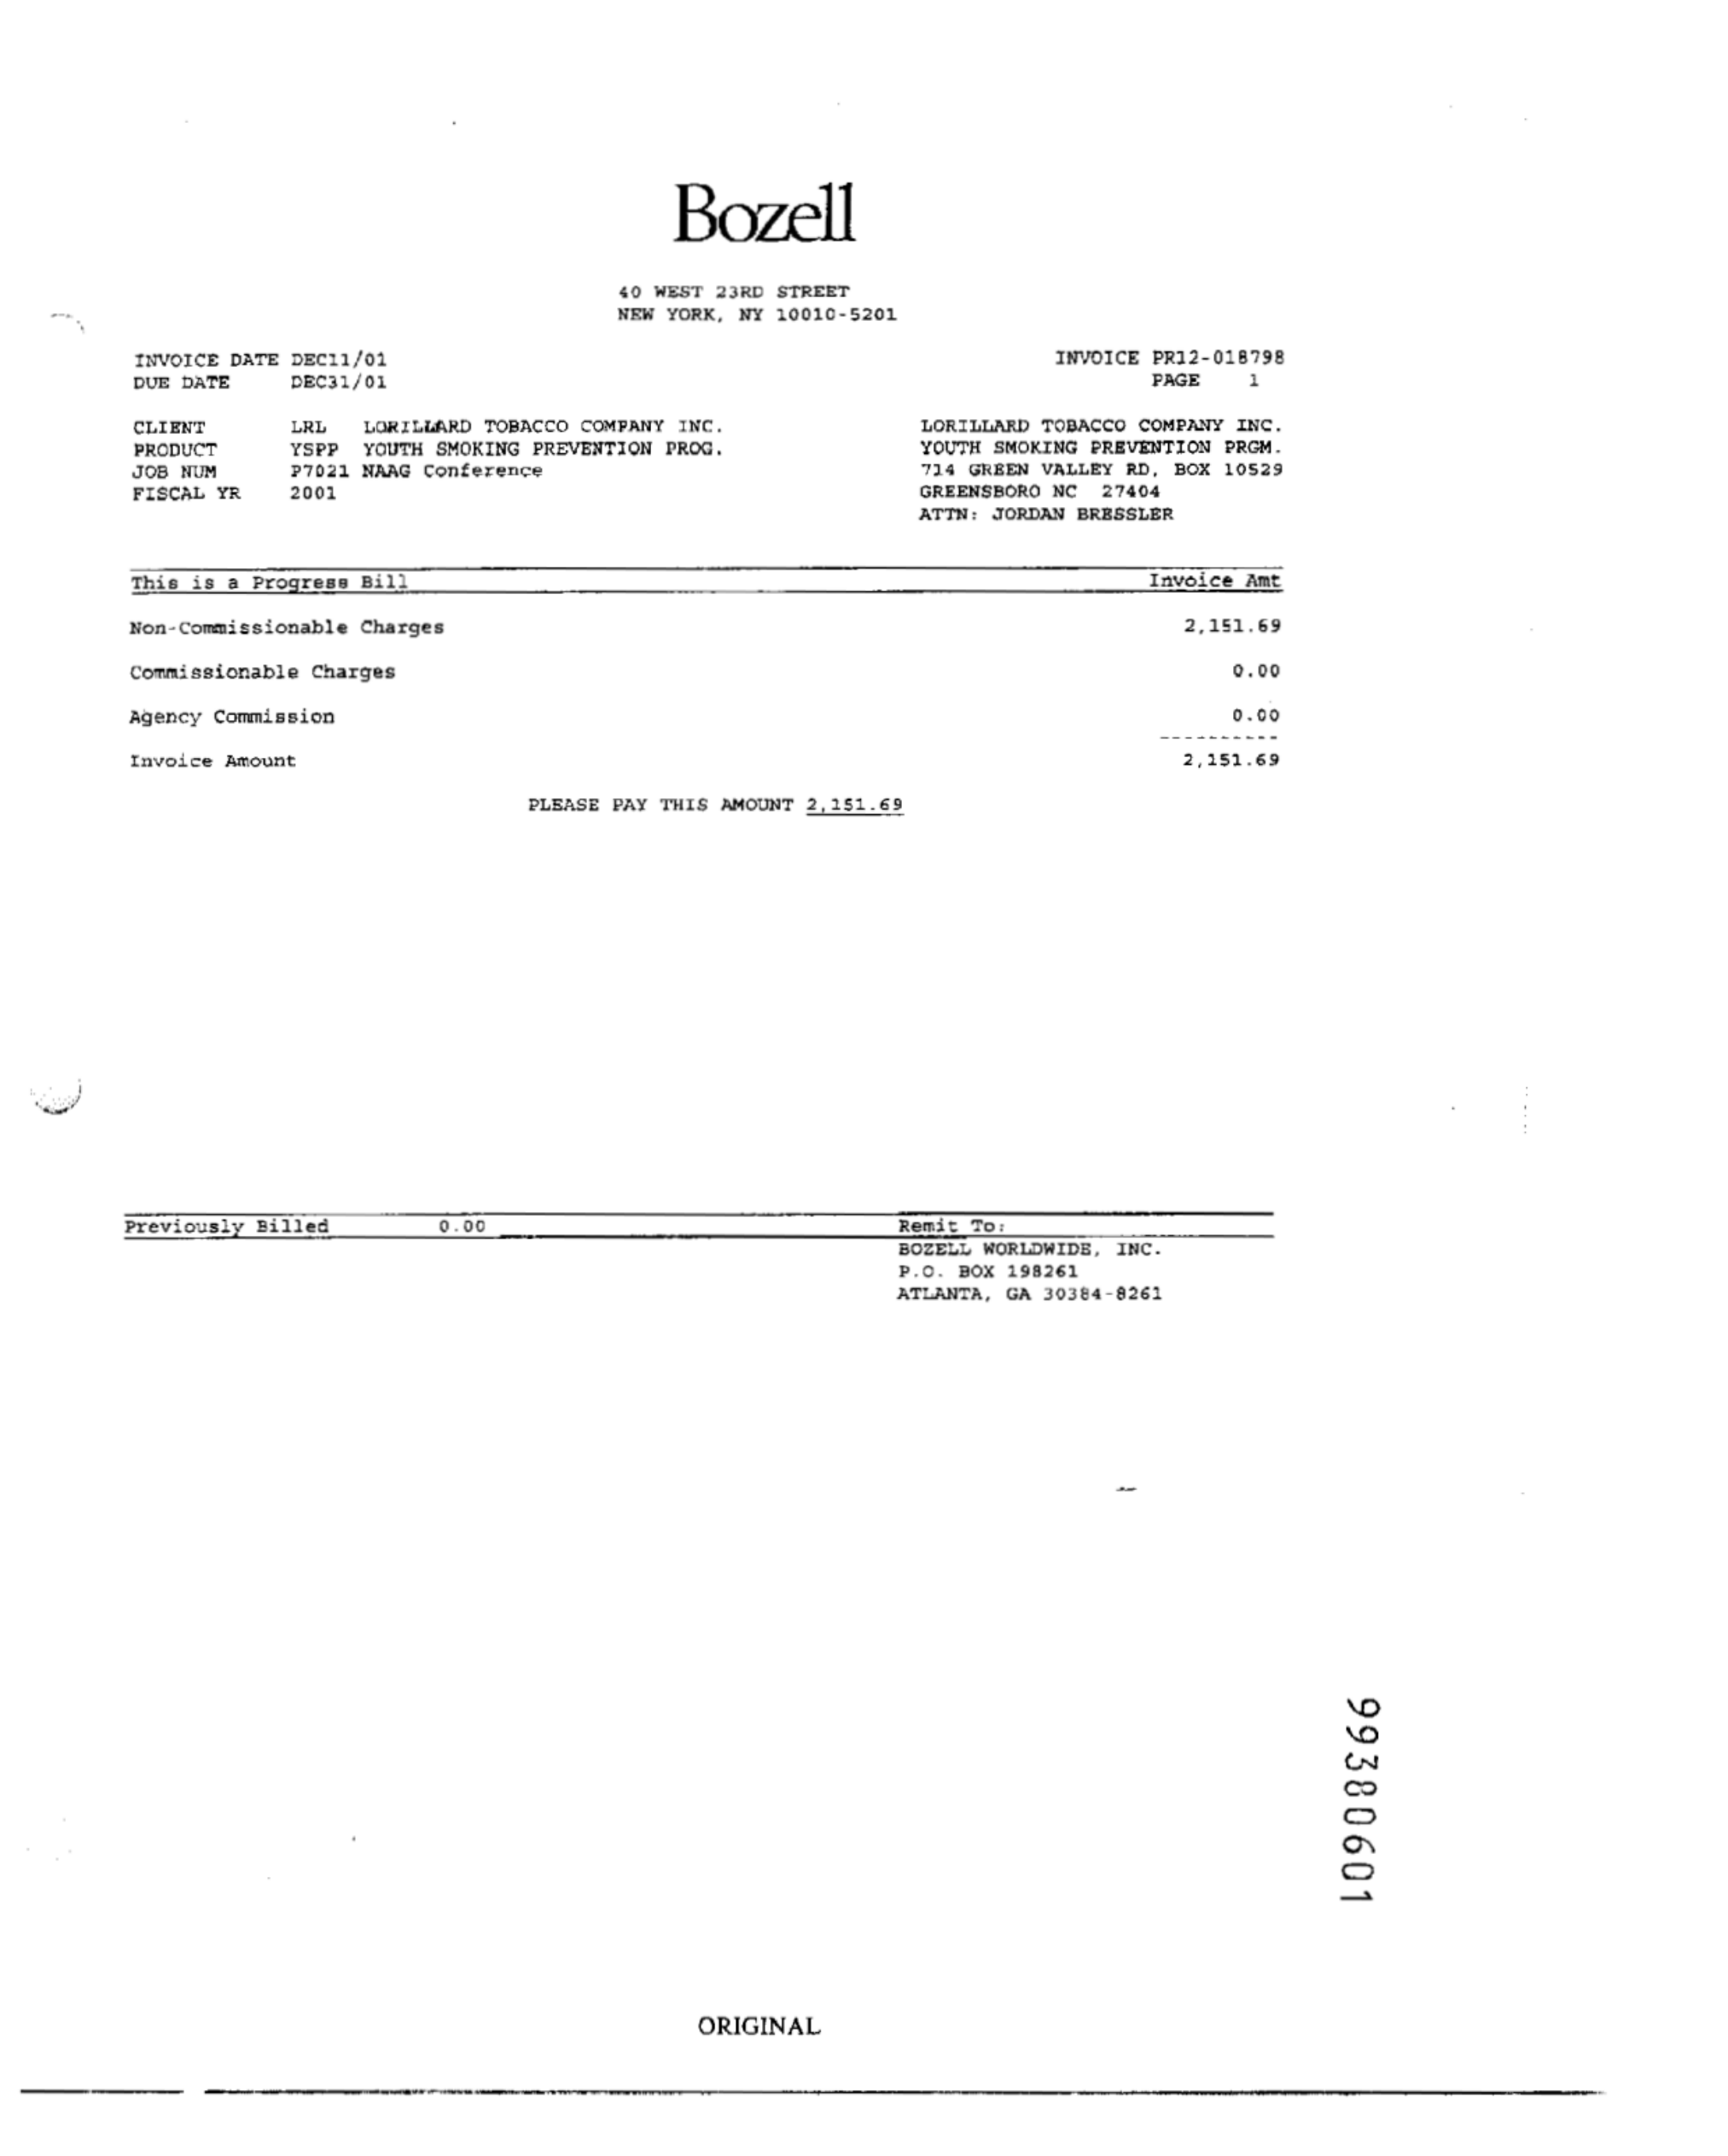 Bozell
40 WEST 23RD STREET
NEW YORK, NY 10010-5201
INVOICE DATE DEC11/01 INVOICE PR12-018798
DUE DATE DEC31/01 PAGE 1
CLIENT LRL LORILLARD TOBACCO COMPANY INC. LORILLARD TOBACCO COMPANY INC.
PRODUCT YSPP YOUTH SMOKING PREVENTION PROG. YOUTH SMOKING PREVENTION PRGM.
JOB NUM P7021 NAAG Conference 714 GREEN VALLEY RD, BOX 10529
FISCAL YR 2001 GREENSBORO NC 27404
ATTN: JORDAN BRESSLER
This is a Progress Bill Invoice Amt
Non-Commissionable Charges 2,151.69
Commissionable Charges 0.00
Agency Commission 0.00
----------
Invoice Amount 2,151.69
PLEASE PAY THIS AMOUNT 2,151.69
Previously Billed 0.00 Remit To:
BOZELL WORLDWIDE, INC.
P.O. BOX 198261
ATLANTA, GA 30384-8261
99380601
ORIGINAL